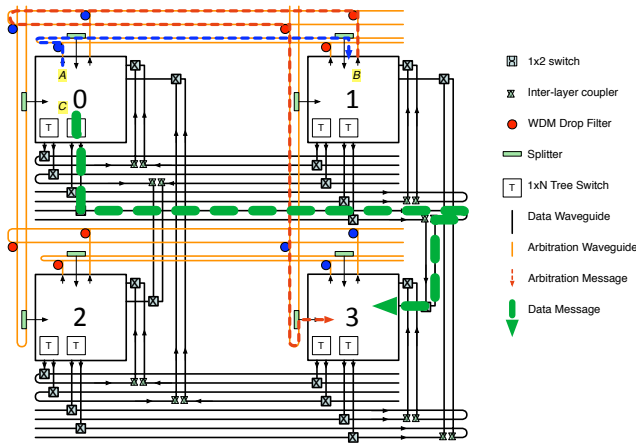 A
B
C
0
1
T
T
T
2
3
T
T
T
T
1x2 switch
Inter-layer coupler
WDM Drop Filter
Splitter
T
1xN Tree Switch
Data Waveguide
Arbitration Waveguide
Arbitration Message
Data Message